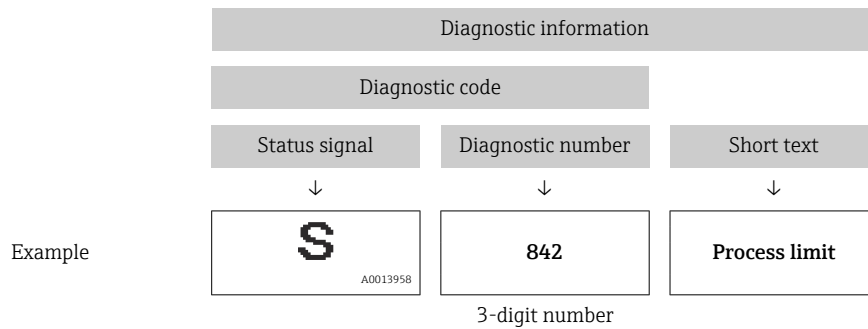 Diagnostic information
Diagnostic code
Status signal Diagnostic number Short text
↓ ↓ ↓
Example S 842 Process limit
A0013958
3-digit number